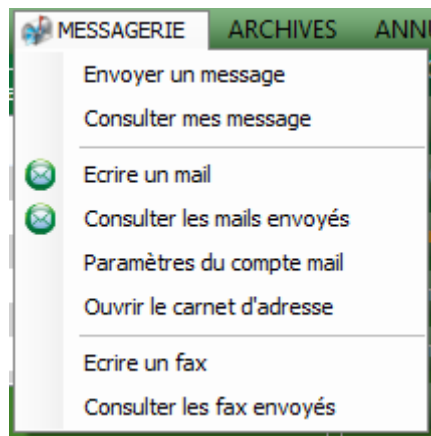 MESSAGERIE ARCHIVES ANNU
Envoyer un message
Consulter mes message
Ecrire un mail
Consulter les mails envoyés
Paramètres du compte mail
Ouvrir le carnet d'adresse
Ecrire un fax
Consulter les fax envoyés